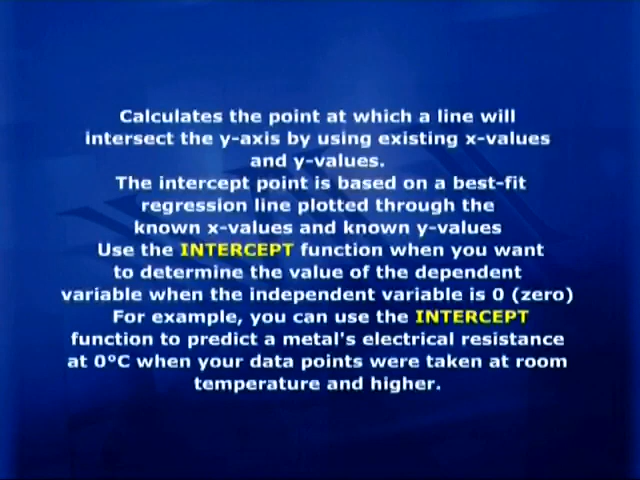 Calculates the point at which a line will
intersect the y-axis by using existing x-values
and y-values.
The intercept point is based on a best-fit
regression line plotted through the
known x-values and known y-values
Use the INTERCEPT function when you want
to determine the value of the dependent
variable when the independent variable is 0 (zero)
For example, you can use the INTERCEPT
function to predict a metal's electrical resistance
at 0°C when your data points were taken at room
temperature and higher.